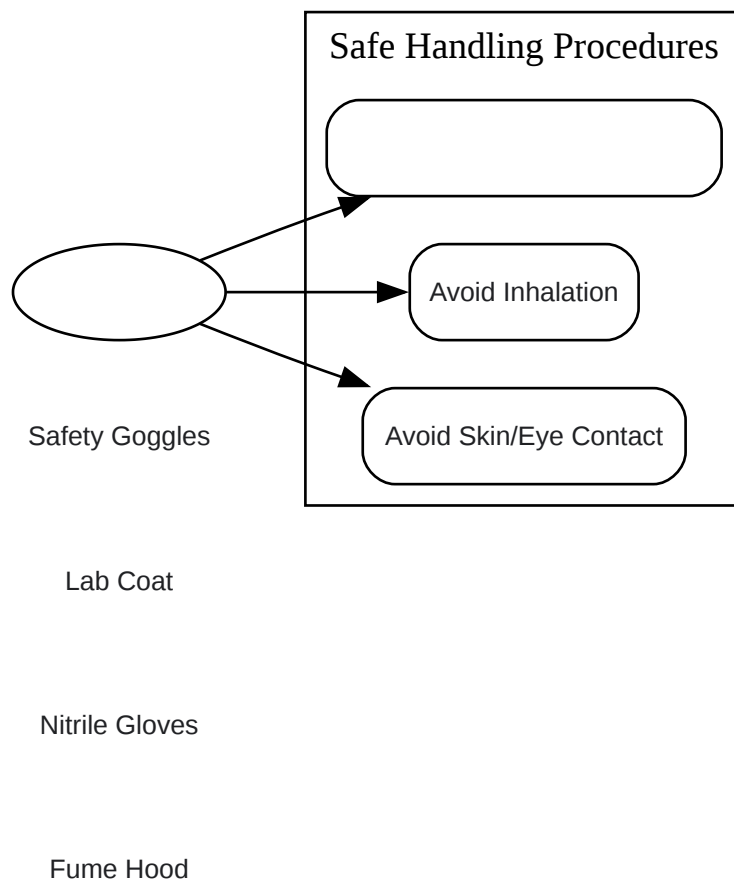 Safe Handling Procedures
Avoid Inhalation
Avoid Skin/Eye Contact
Safety Goggles
Lab Coat
Nitrile Gloves
Fume Hood